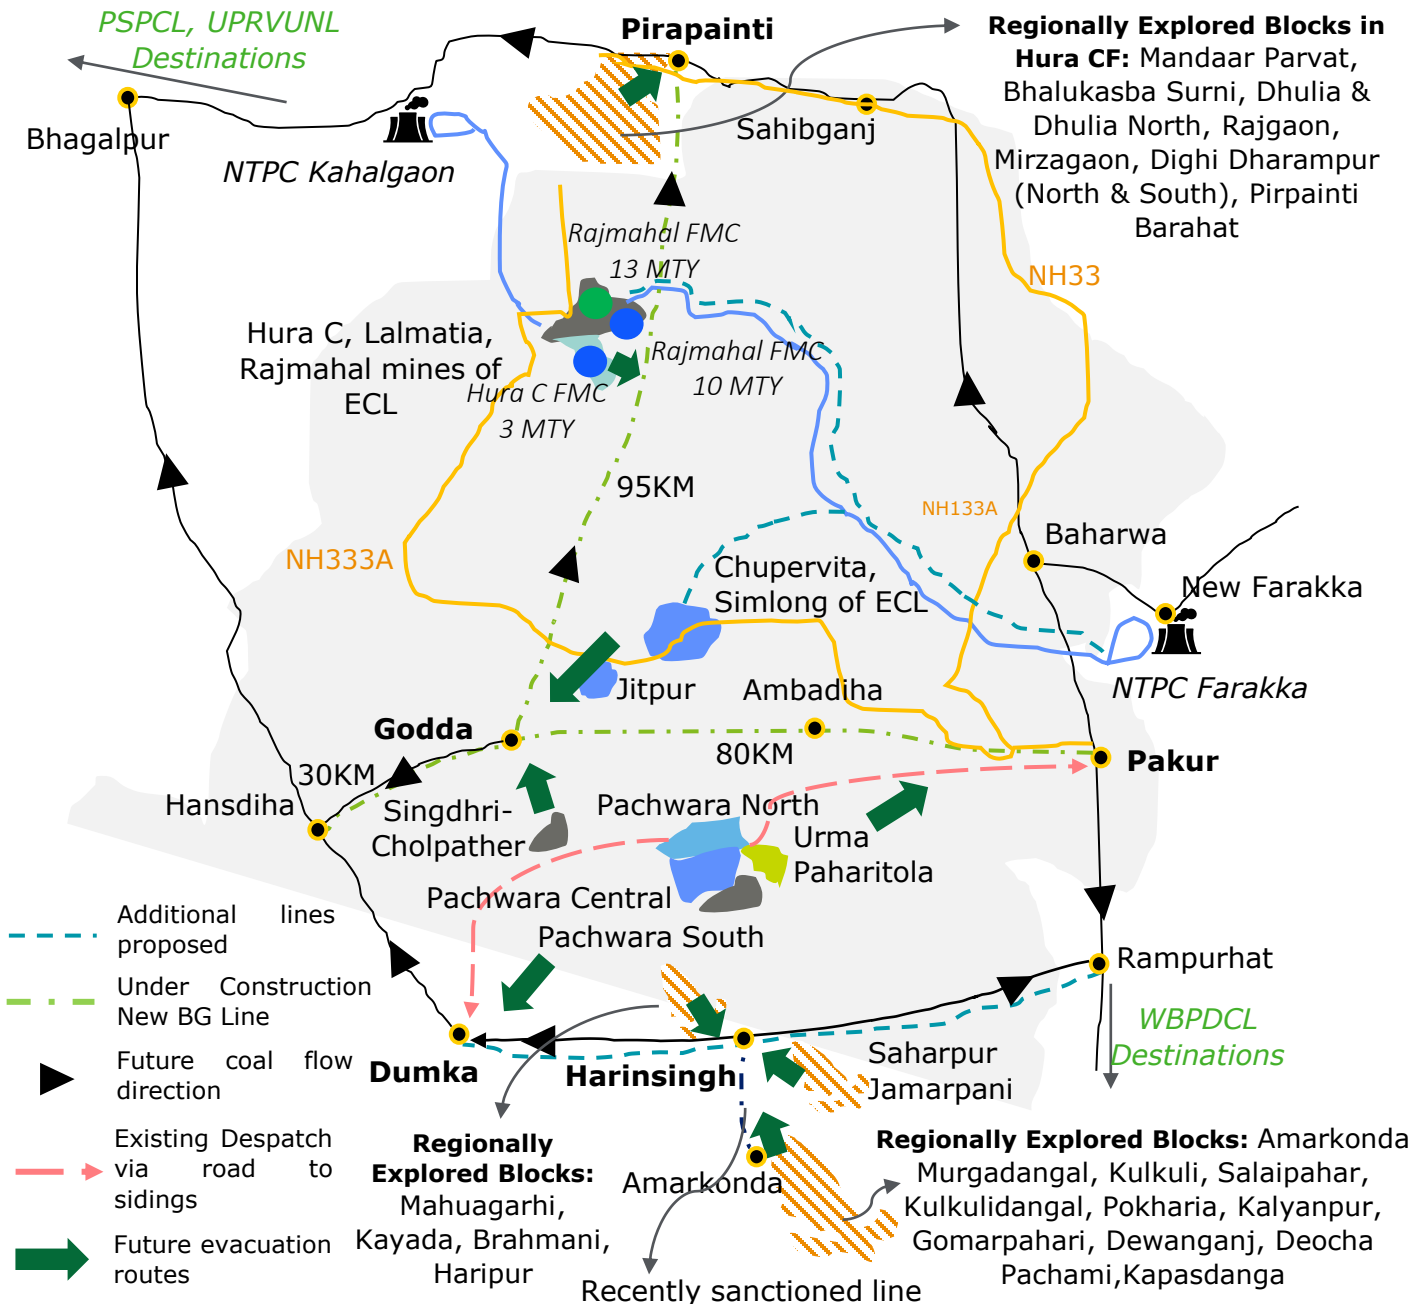 PSPCL, UPRVUNL
Destinations
Pirapainti
Regionally Explored Blocks in
Hura CF: Mandaar Parvat,
Bhalukasba Surni, Dhulia &
Dhulia North, Rajgaon,
Mirzagaon, Dighi Dharampur
(North & South), Pirpainti
Barahat
Bhagalpur
Sahibganj
NTPC Kahalgaon
Rajmahal FMC
13 MTY
NH33
Hura C, Lalmatia,
Rajmahal mines of
ECL
Rajmahal FMC
10 MTY
Hura C FMC
3 MTY
95KM
NH133A
Baharwa
NH333A
Chupervita,
Simlong of ECL
New Farakka
Jitpur
Ambadiha
NTPC Farakka
Godda
80KM
Pakur
30KM
Hansdiha
Singdhri-
Cholpather
Pachwara North
Urma
Paharitola
Pachwara Central
Pachwara South
Additional lines
proposed
Under Construction
New BG Line
Future coal flow
direction
Existing Despatch
via road to
sidings
Future evacuation
routes
Rampurhat
WBPDCL
Destinations
Dumka
Harinsingh
Saharpur
Jamarpani
Regionally
Explored Blocks:
Mahuagarhi,
Kayada, Brahmani,
Haripur
Amarkonda
Regionally Explored Blocks: Amarkonda
Murgadangal, Kulkuli, Salaipahar,
Kulkulidangal, Pokharia, Kalyanpur,
Gomarpahari, Dewanganj, Deocha
Pachami,Kapasdanga
Recently sanctioned line